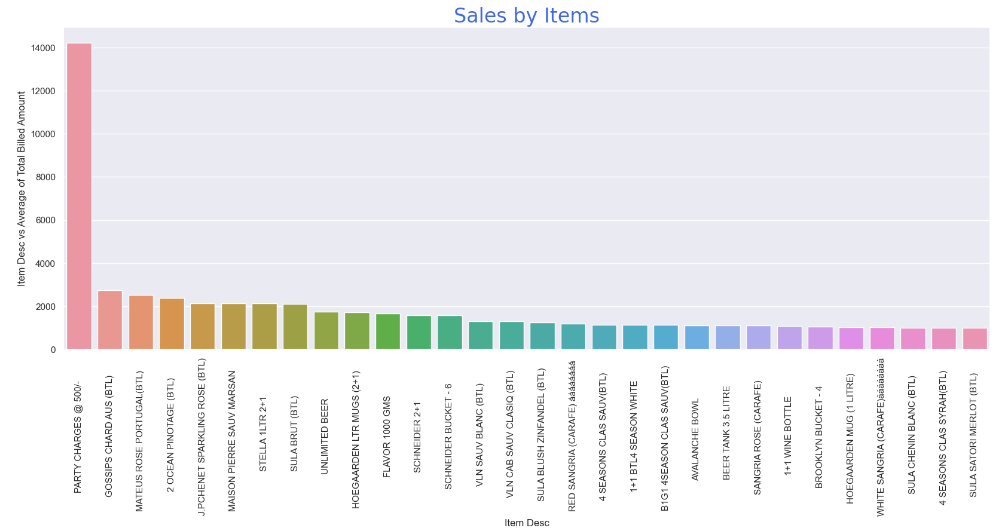 Sales by Items
Item Desc vs Average of Total Billed Amount
14000
12000
10000
8000
6000
4000
2000
0
PARTY CHARGES @ 500/-
GOSSIPS CHARD AUS (BTL)
MATEUS ROSE PORTUGAL(BTL)
2 OCEAN PINOTAGE (BTL)
J.PCHENET SPARKLING ROSE (BTL)
MAISON PIERRE SAUV MARSAN
STELLA 1LTR 2+1
SULA BRUT (BTL)
UNLIMITED BEER
HOEGAARDEN LTR MUGS (2+1)
FLAVOR 1000 GMS
SCHNEIDER 2+1
SCHNEIDER BUCKET - 6
VLN SAUV BLANC (BTL)
VLN CAB SAUV CLASIQ (BTL)
SULA BLUSH ZINFANDEL (BTL)
RED SANGRIA (CARAFE) ááááááá
4 SEASONS CLAS SAUV(BTL)
1+1 BTL4 SEASON WHITE
B1G1 4SEASON CLAS SAUV(BTL)
AVALANCHE BOWL
BEER TANK 3.5 LITRE
SANGRIA ROSE (CARAFE)
1+1 WINE BOTTLE
BROOKLYN BUCKET - 4
HOEGAARDEN MUG (1 LITRE)
WHITE SANGRIA (CARAFE)ááááááá
SULA CHENIN BLANC (BTL)
4 SEASONS CLAS SYRAH(BTL)
SULA SATORI MERLOT (BTL)
Item Desc